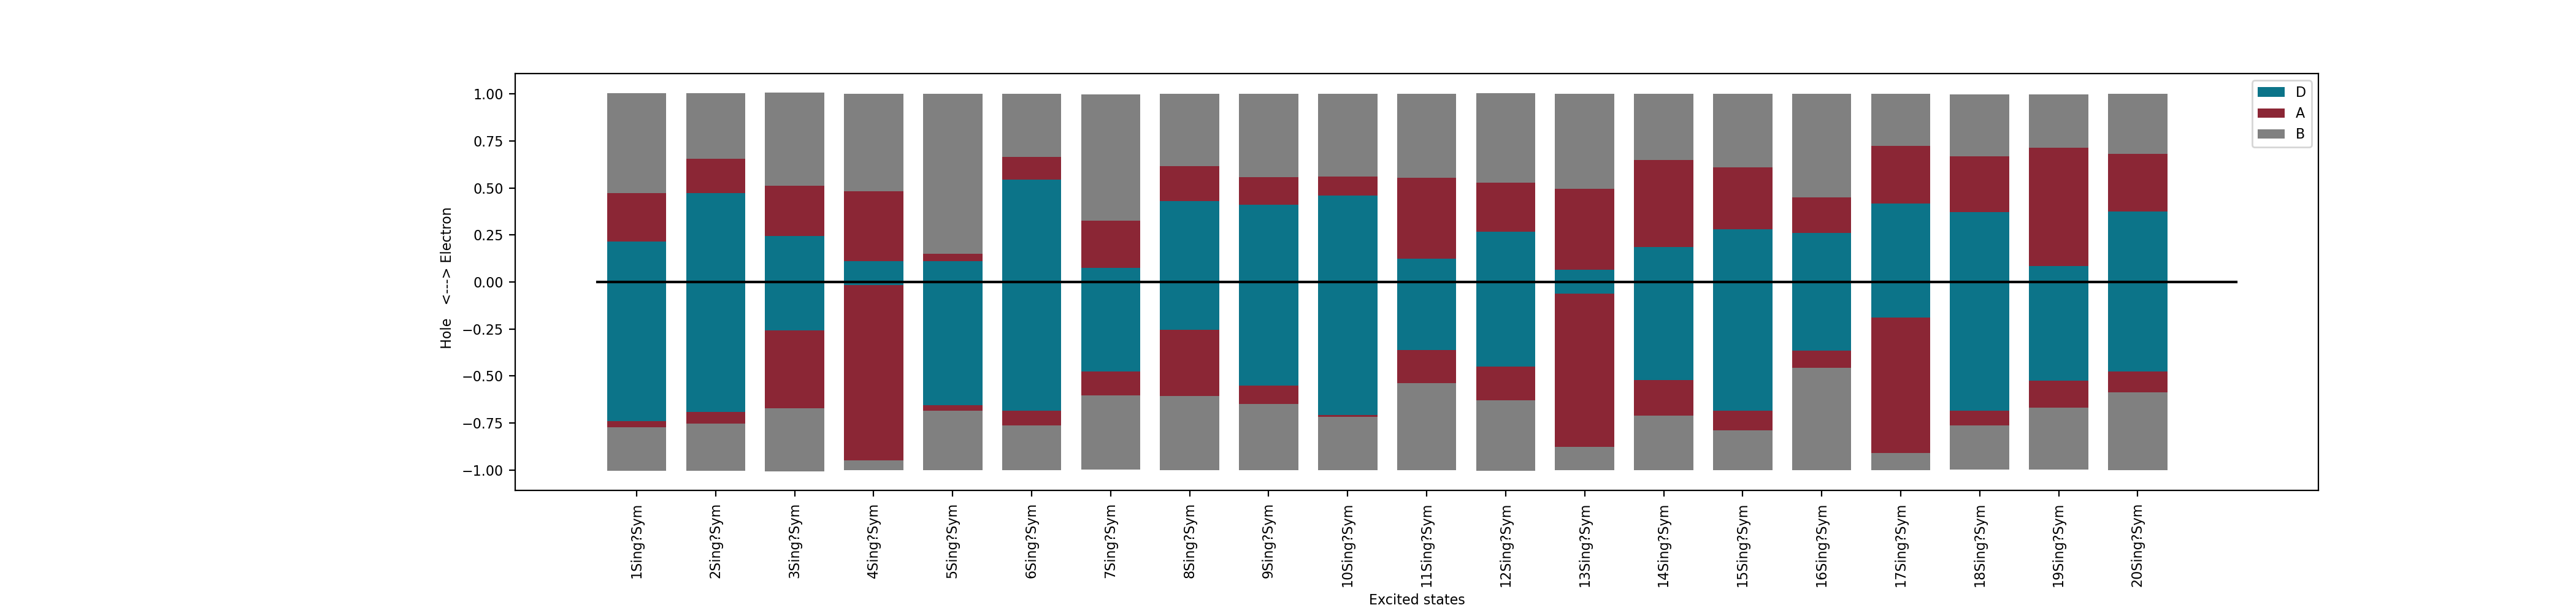 1.00
0.75
0.50
0.25
0.00
−0.25
−0.50
−0.75
−1.00
Hole <----> Electron
D
A
B
1Sing?Sym
2Sing?Sym
3Sing?Sym
4Sing?Sym
5Sing?Sym
6Sing?Sym
7Sing?Sym
8Sing?Sym
9Sing?Sym
10Sing?Sym
11Sing?Sym
12Sing?Sym
13Sing?Sym
14Sing?Sym
15Sing?Sym
16Sing?Sym
17Sing?Sym
18Sing?Sym
19Sing?Sym
20Sing?Sym
Excited states